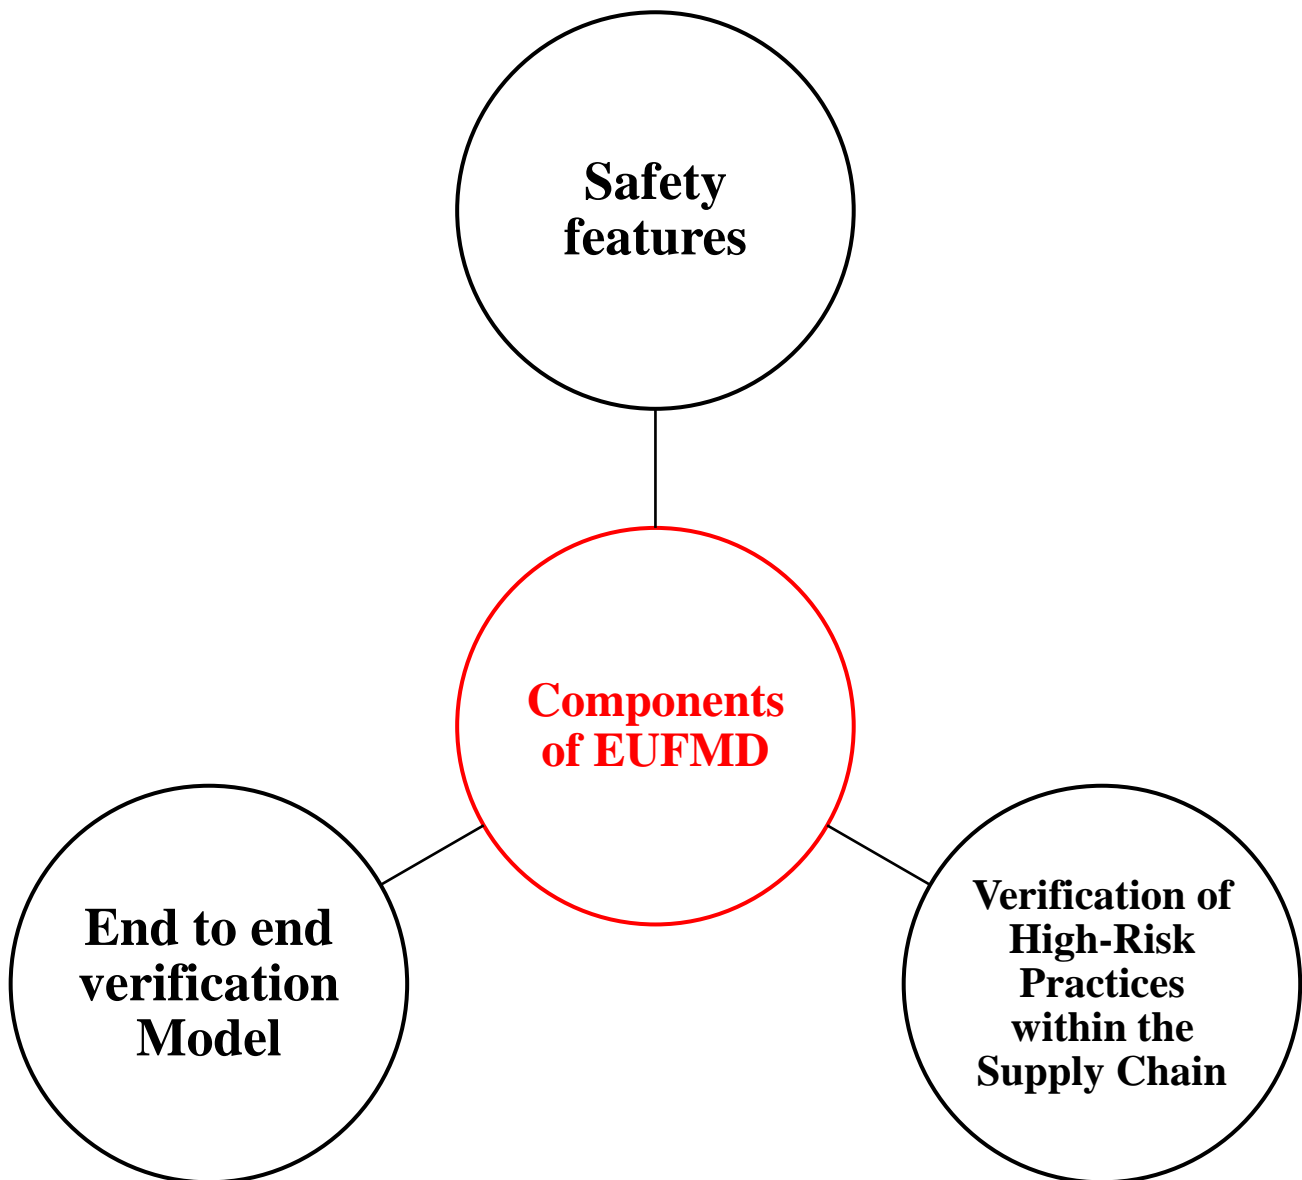 Safety
features
Components
of EUFMD
End to end
verification
Model
Verification of
High-Risk
Practices
within the
Supply Chain